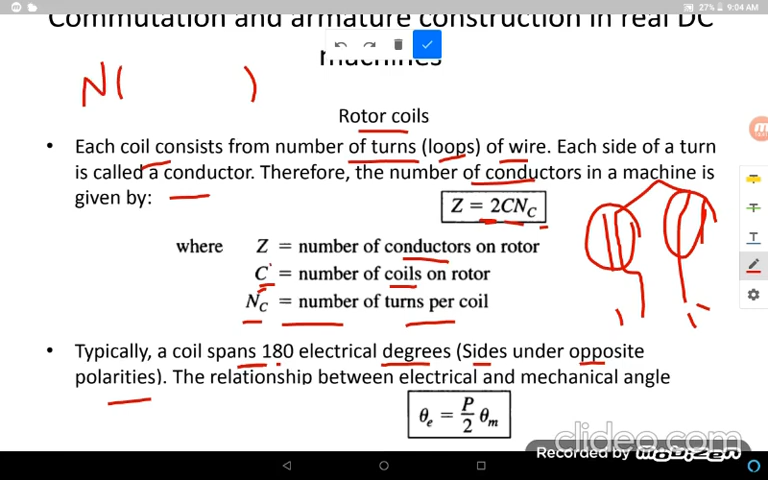 27% 9:04 AM
Commutation and armature construction in real DC
machines
N( )
Rotor coils
• Each coil consists from number of turns (loops) of wire. Each side of a turn
is called a conductor. Therefore, the number of conductors in a machine is
given by:
Z = 2CN_C
where Z = number of conductors on rotor
C = number of coils on rotor
N_C = number of turns per coil
• Typically, a coil spans 180 electrical degrees (Sides under opposite
polarities). The relationship between electrical and mechanical angle
θ_e = P/2 θ_m
clideo.com
Recorded by mobizen